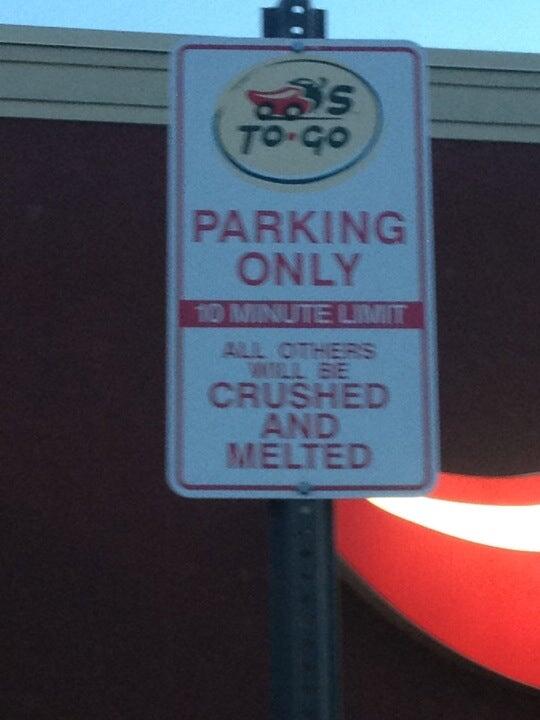 'S
TO•GO
PARKING
ONLY
10 MINUTE LIMIT
ALL OTHERS
WILL BE
CRUSHED
AND
MELTED